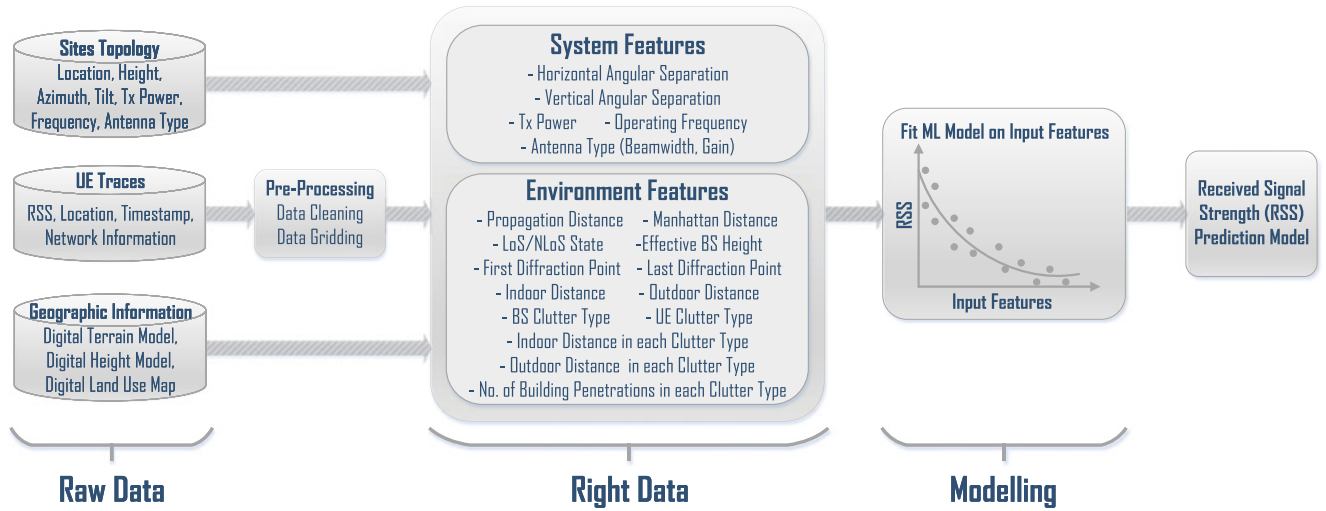 Sites Topology
Location, Height,
Azimuth, Tilt, Tx Power,
Frequency, Antenna Type
UE Traces
RSS, Location, Timestamp,
Network Information
Geographic Information
Digital Terrain Model,
Digital Height Model,
Digital Land Use Map
Raw Data
Pre-Processing
Data Cleaning
Data Gridding
System Features
- Horizontal Angular Separation
- Vertical Angular Separation
- Tx Power - Operating Frequency
- Antenna Type (Beamwidth, Gain)
Environment Features
- Propagation Distance - Manhattan Distance
- LoS/NLoS State -Effective BS Height
- First Diffraction Point - Last Diffraction Point
- Indoor Distance - Outdoor Distance
- BS Clutter Type - UE Clutter Type
- Indoor Distance in each Clutter Type
- Outdoor Distance in each Clutter Type
- No. of Building Penetrations in each Clutter Type
Right Data
Fit ML Model on Input Features
RSS
Input Features
Modelling
Received Signal
Strength (RSS)
Prediction Model